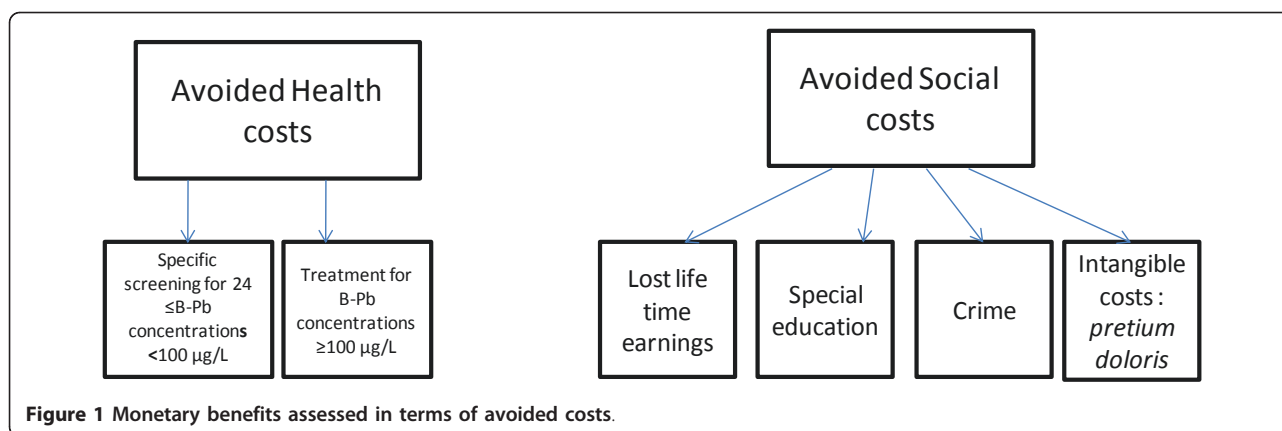 Avoided Health
costs
Avoided Social
costs
Specific
screening for 24
≤B-Pb
concentrations
<100 µg/L
Treatment for
B-Pb
concentrations
≥100 µg/L
Lost life
time
earnings
Special
education
Crime
Intangible
costs :
pretium
doloris
Figure 1 Monetary benefits assessed in terms of avoided costs.